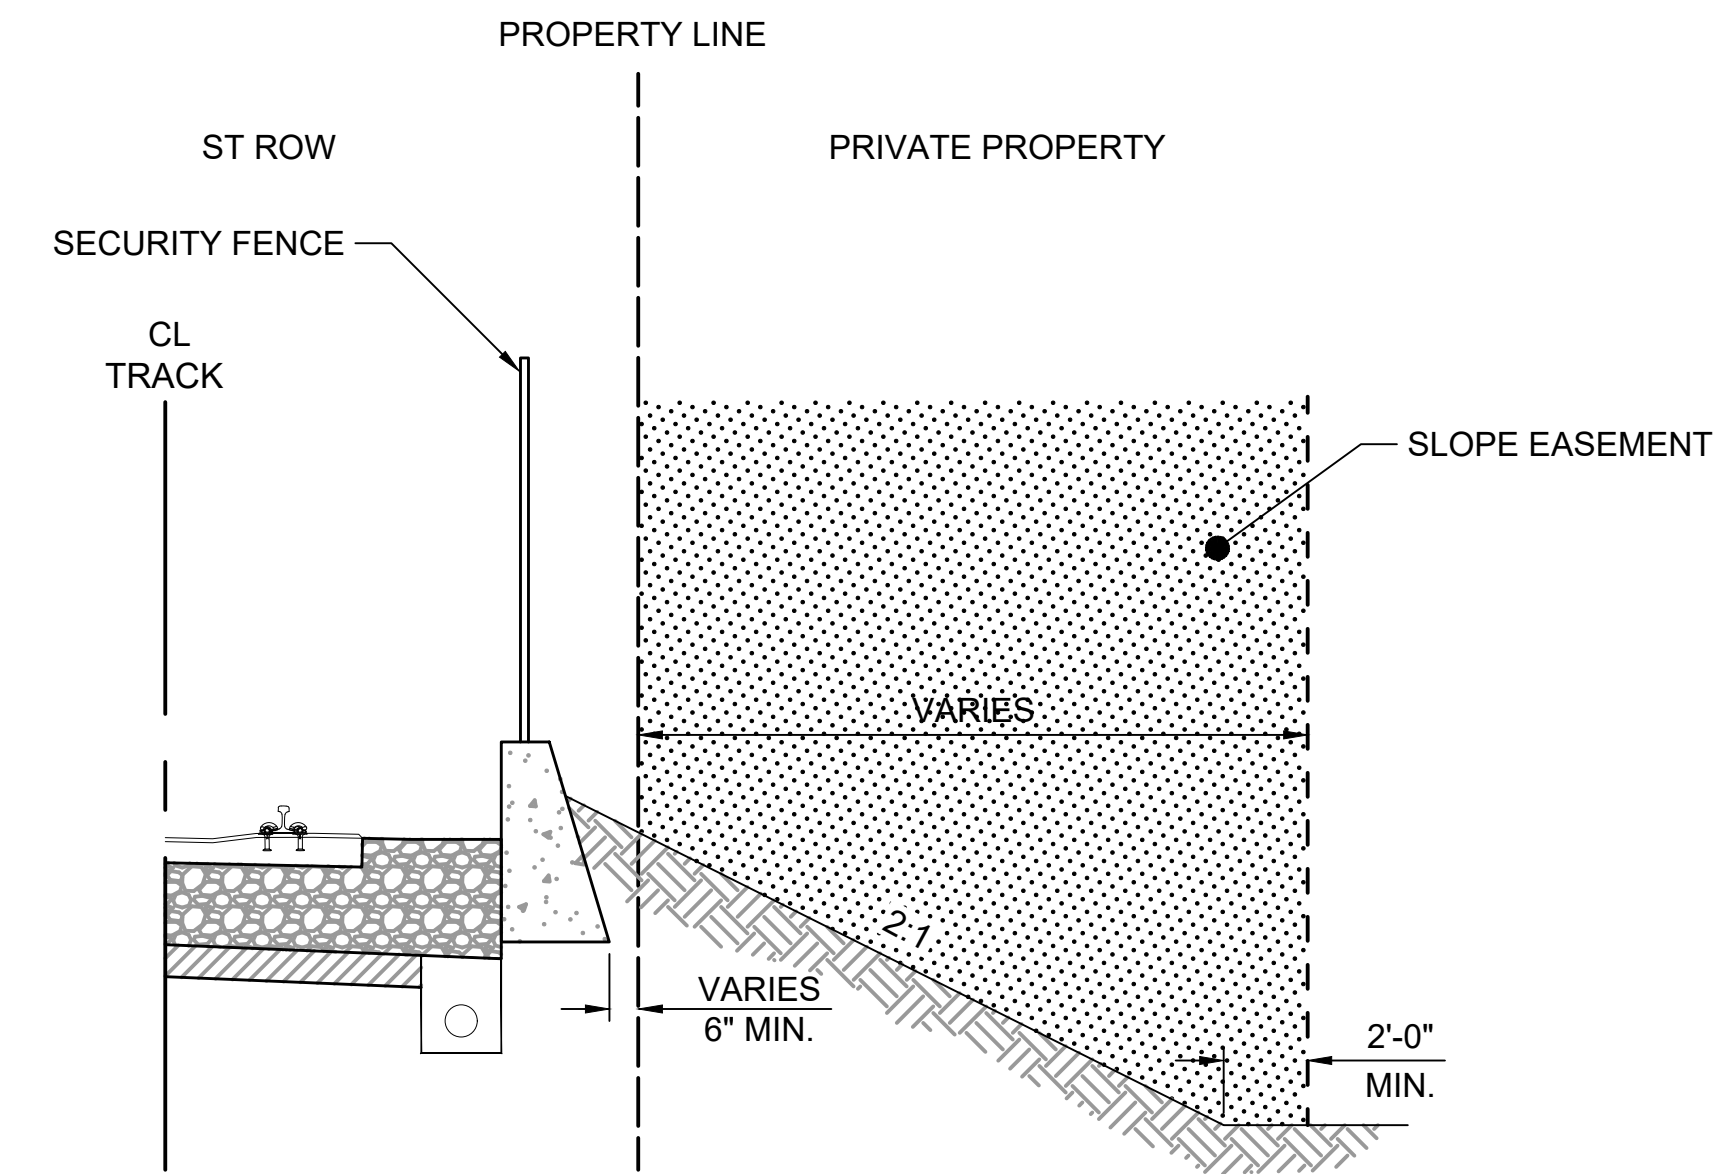 PROPERTY LINE
ST ROW
PRIVATE PROPERTY
SECURITY FENCE
CL
TRACK
SLOPE EASEMENT
VARIES
2:1
VARIES
6" MIN.
2'-0"
MIN.